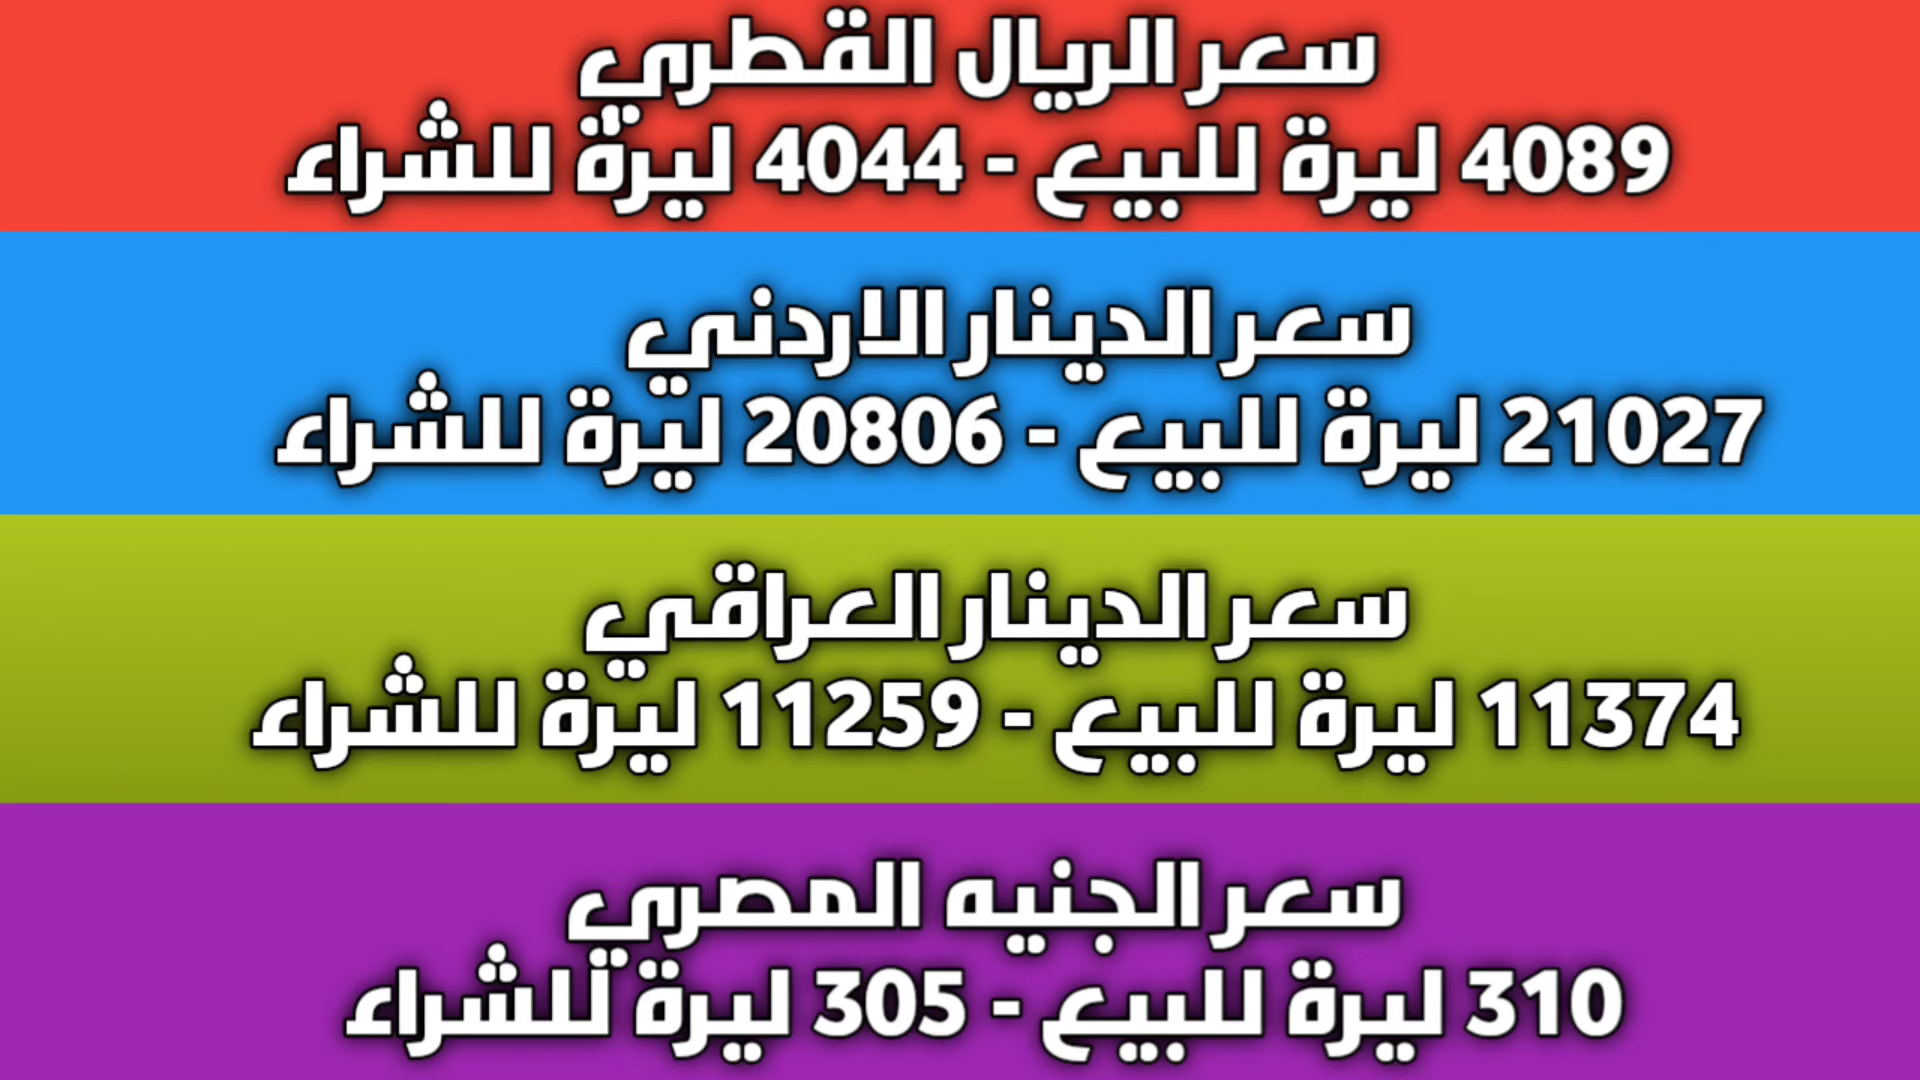 سعر الريال القطري
4089 ليرة للبيع - 4044 ليرة للشراء
سعر الدينار الاردني
21027 ليرة للبيع - 20806 ليرة للشراء
سعر الدينار العراقي
11374 ليرة للبيع - 11259 ليرة للشراء
سعر الجنيه المصري
310 ليرة للبيع - 305 ليرة للشراء